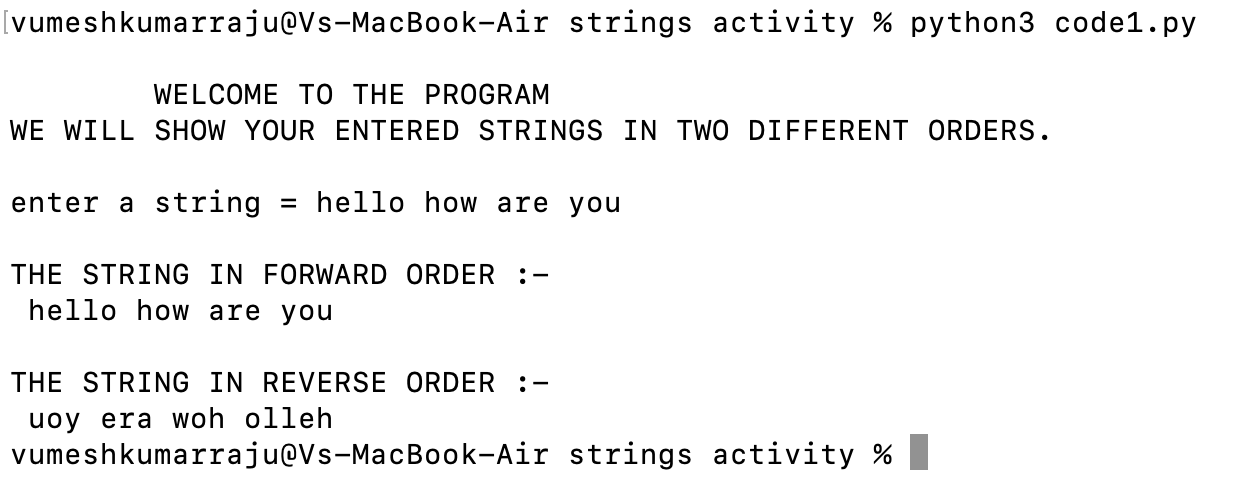 [vumeshkumarraju@Vs-MacBook-Air strings activity % python3 code1.py
WELCOME TO THE PROGRAM
WE WILL SHOW YOUR ENTERED STRINGS IN TWO DIFFERENT ORDERS.
enter a string = hello how are you
THE STRING IN FORWARD ORDER :-
hello how are you
THE STRING IN REVERSE ORDER :-
uoy era woh olleh
vumeshkumarraju@Vs-MacBook-Air strings activity %